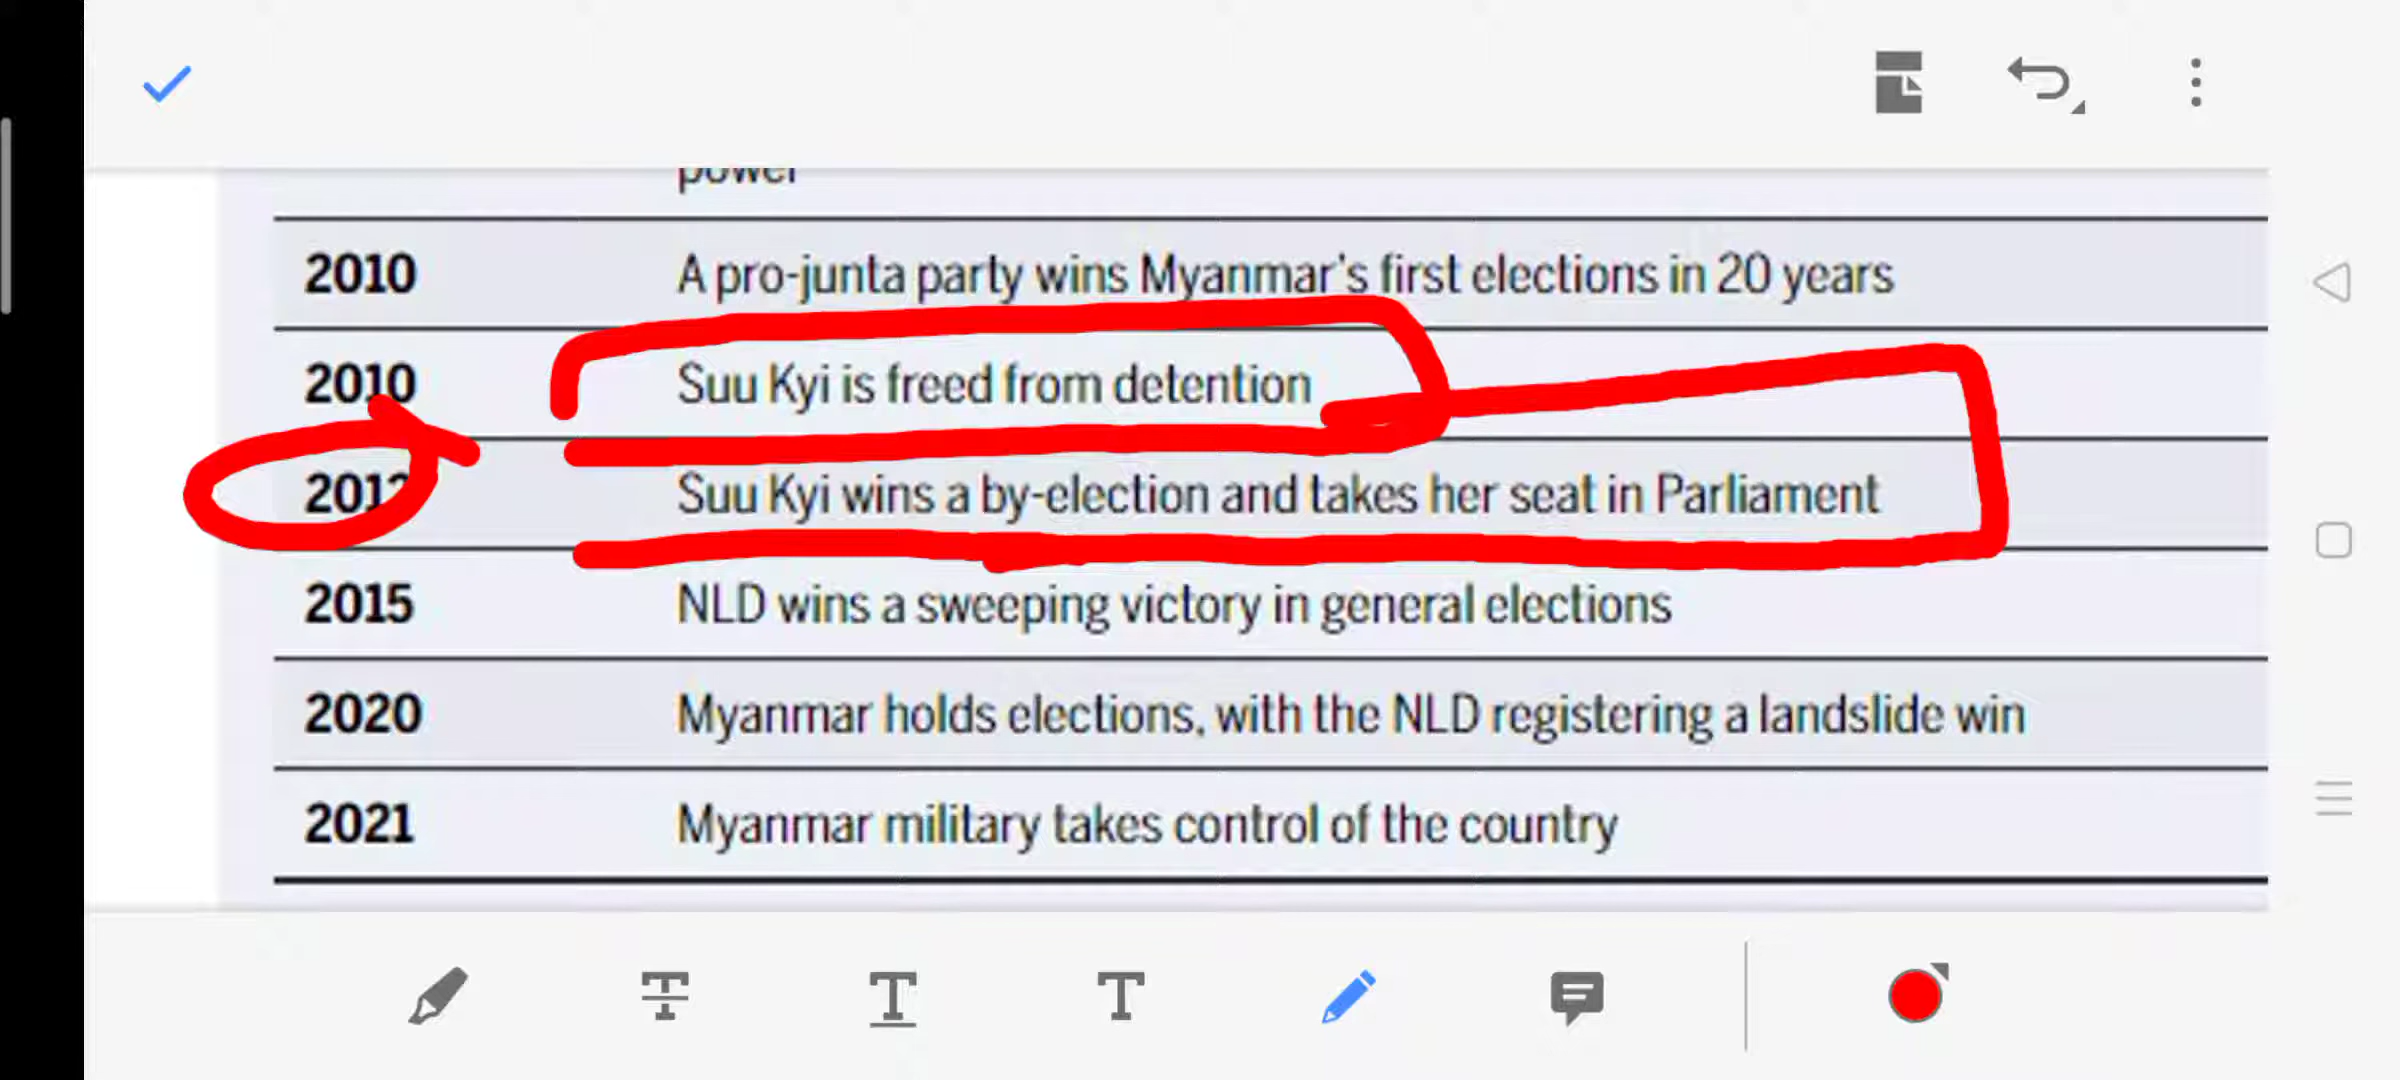 power
2010 A pro-junta party wins Myanmar's first elections in 20 years
2010 Suu Kyi is freed from detention
2012 Suu Kyi wins a by-election and takes her seat in Parliament
2015 NLD wins a sweeping victory in general elections
2020 Myanmar holds elections, with the NLD registering a landslide win
2021 Myanmar military takes control of the country